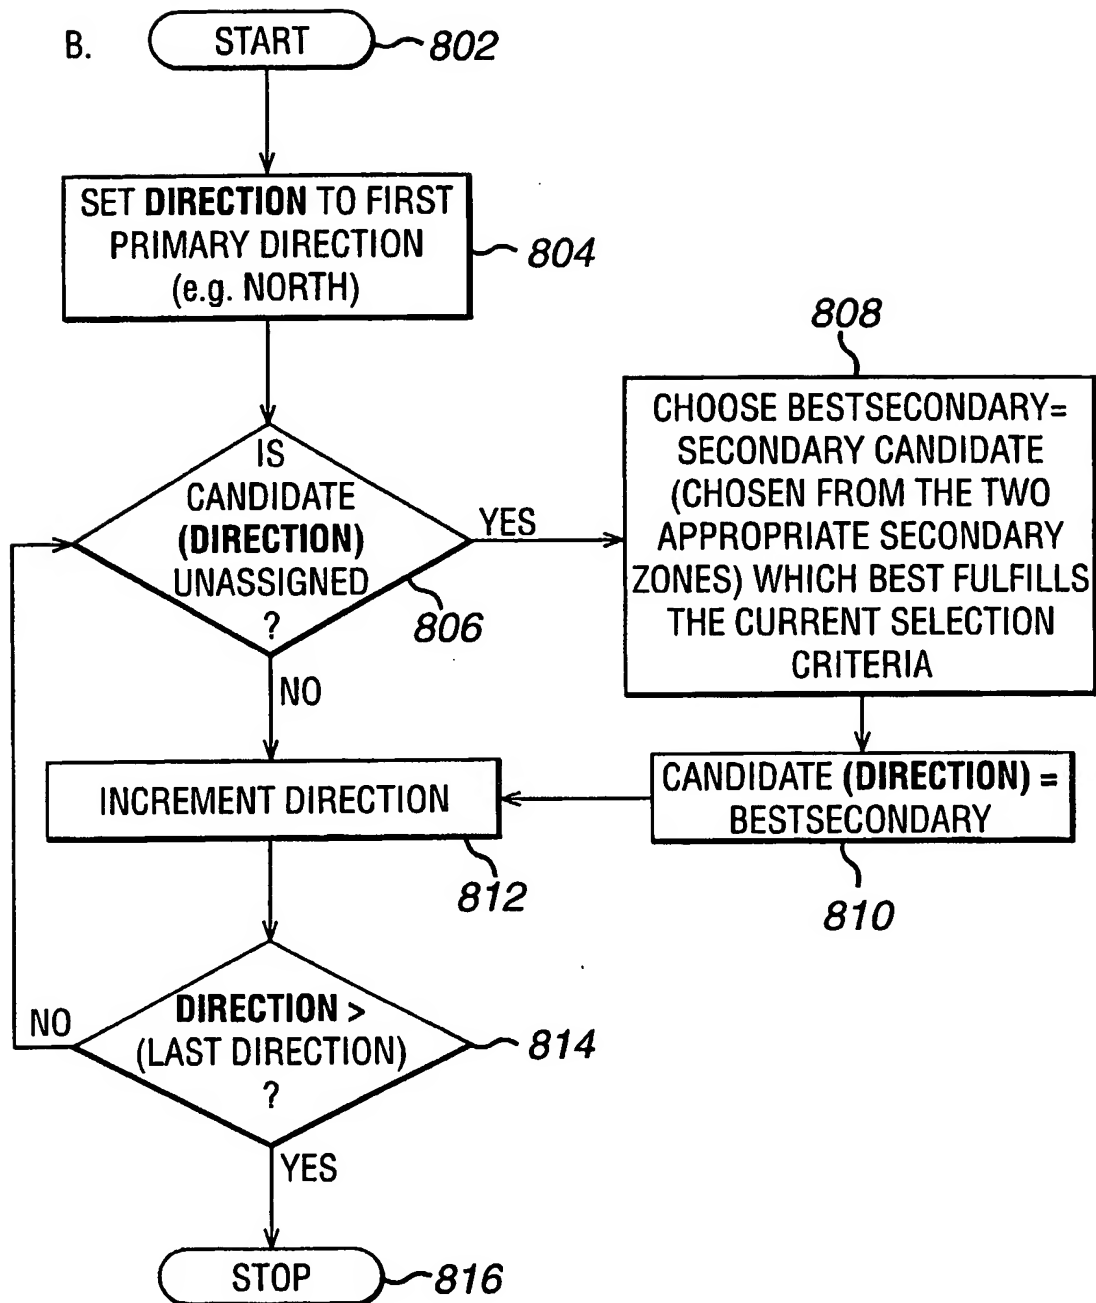 B.
START
802
SET DIRECTION TO FIRST
PRIMARY DIRECTION
(e.g. NORTH)
804
IS
CANDIDATE
(DIRECTION)
UNASSIGNED
?
806
YES
NO
808
CHOOSE BESTSECONDARY=
SECONDARY CANDIDATE
(CHOSEN FROM THE TWO
APPROPRIATE SECONDARY
ZONES) WHICH BEST FULFILLS
THE CURRENT SELECTION
CRITERIA
CANDIDATE (DIRECTION) =
BESTSECONDARY
810
INCREMENT DIRECTION
812
DIRECTION >
(LAST DIRECTION)
?
814
NO
YES
STOP
816